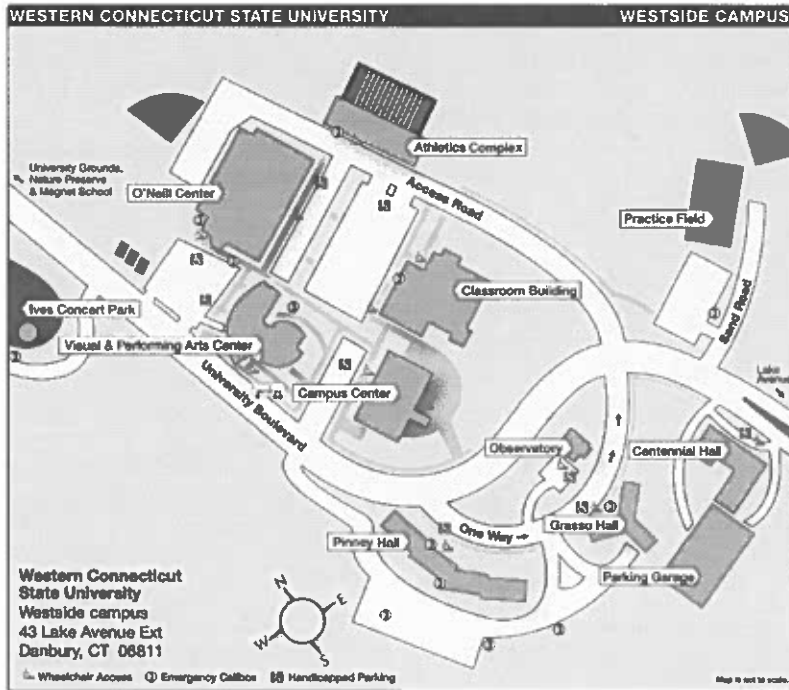 WESTERN CONNECTICUT STATE UNIVERSITY
WESTSIDE CAMPUS
Athletics Complex
University Grounds,
Nature Preserve
& Magnet School
O'Neill Center
Access Road
Practice Field
Classroom Building
Ives Concert Park
Sand Road
Visual & Performing Arts Center
Lake
Avenue
University Boulevard
Campus Center
Observatory
Centennial Hall
One Way
Grasso Hall
Pinney Hall
Parking Garage
Western Connecticut
State University
Westside campus
43 Lake Avenue Ext
Danbury, CT 06811
N
E
W
S
Wheelchair Access
Emergency Callbox
Handicapped Parking
Map is not to scale.